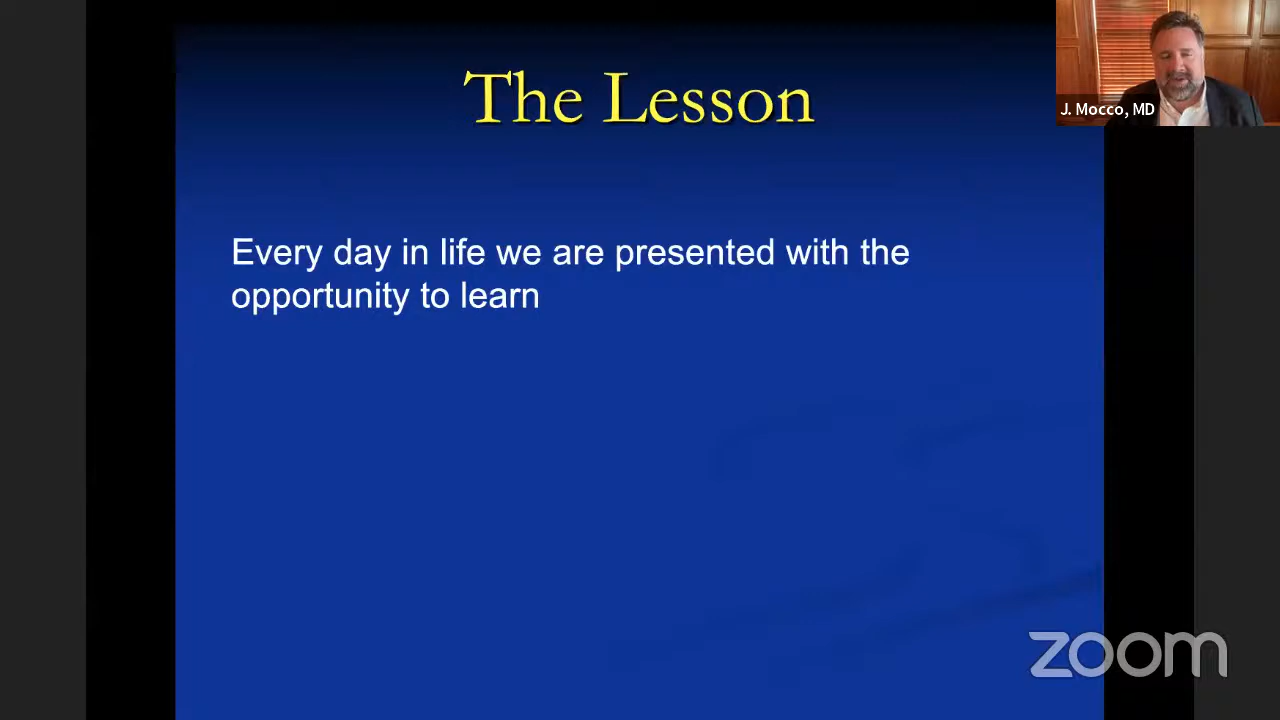 The Lesson
J. Mocco, MD
Every day in life we are presented with the
opportunity to learn
zoom